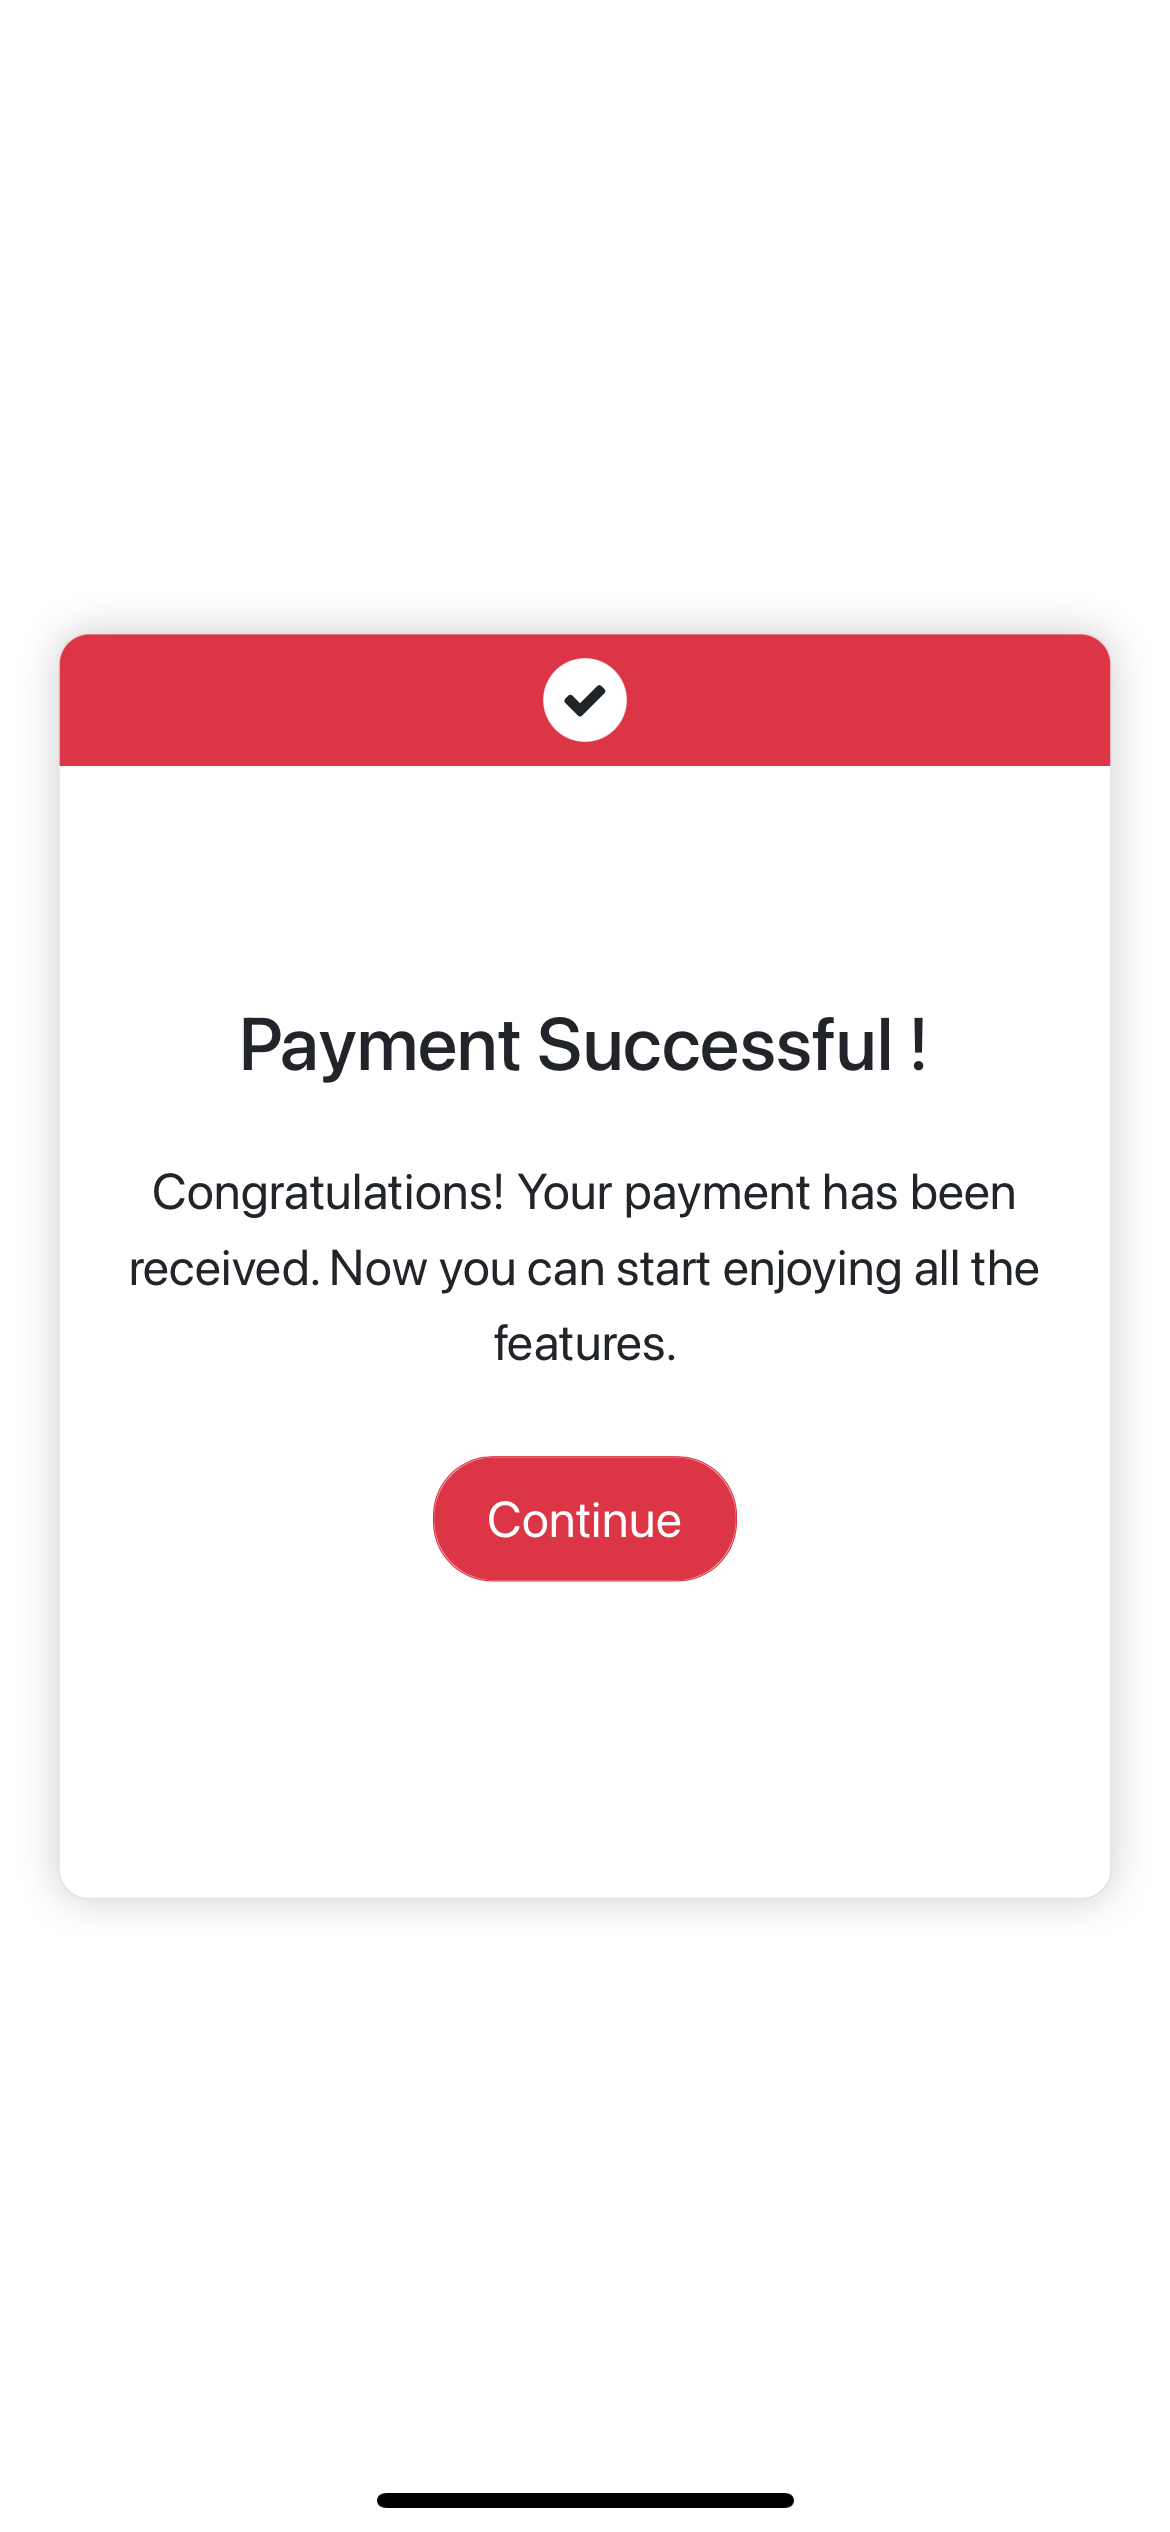 Payment Successful !
Congratulations! Your payment has been
received. Now you can start enjoying all the
features.
Continue